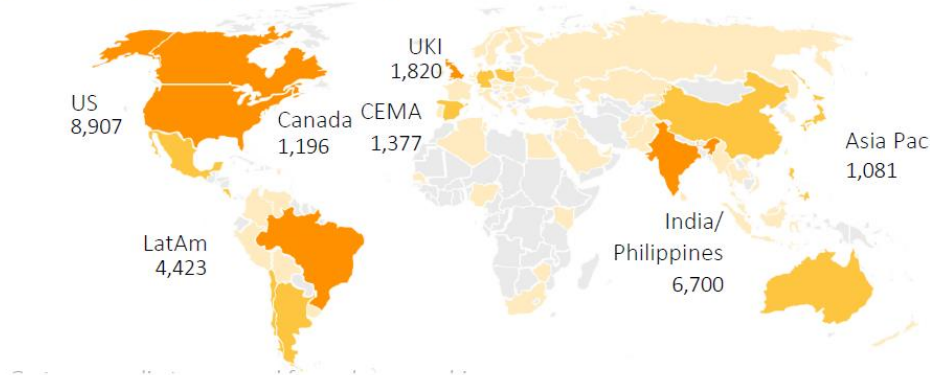 US
8,907
Canada
1,196
UKI
1,820
CEMA
1,377
Asia Pac
1,081
LatAm
4,423
India/
Philippines
6,700